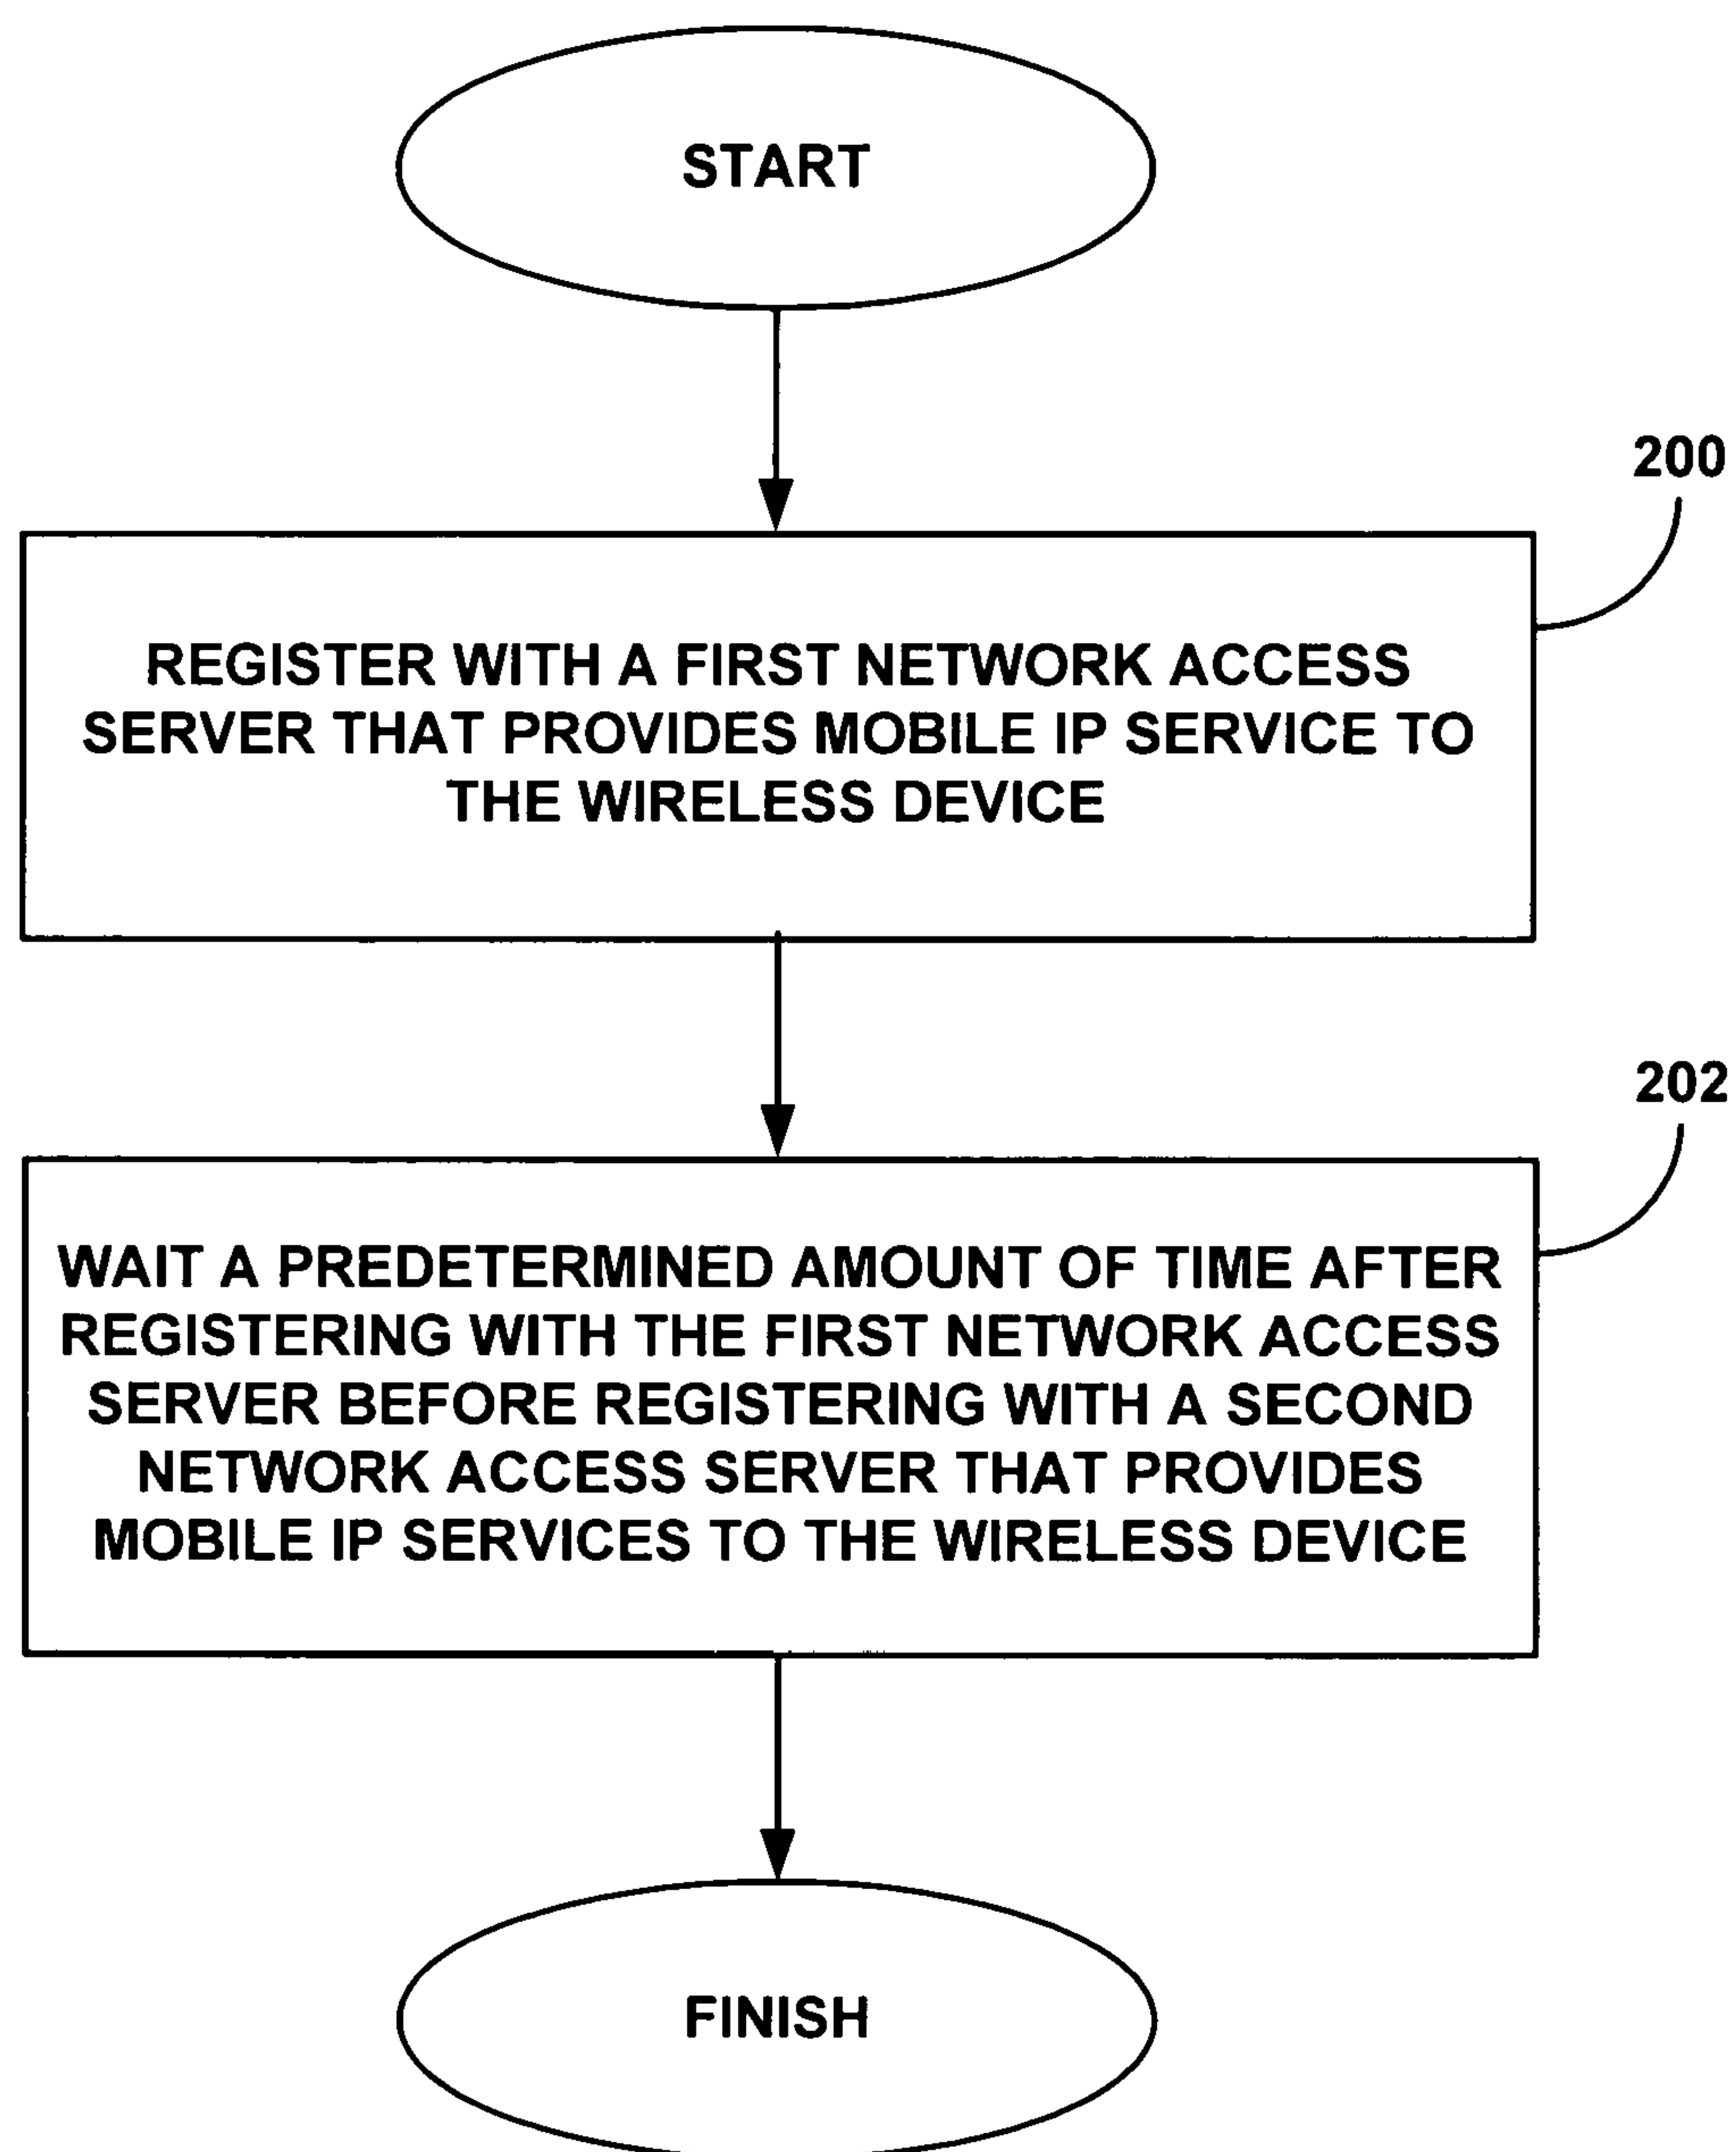 START
200
REGISTER WITH A FIRST NETWORK ACCESS
SERVER THAT PROVIDES MOBILE IP SERVICE TO
THE WIRELESS DEVICE
202
WAIT A PREDETERMINED AMOUNT OF TIME AFTER
REGISTERING WITH THE FIRST NETWORK ACCESS
SERVER BEFORE REGISTERING WITH A SECOND
NETWORK ACCESS SERVER THAT PROVIDES
MOBILE IP SERVICES TO THE WIRELESS DEVICE
FINISH